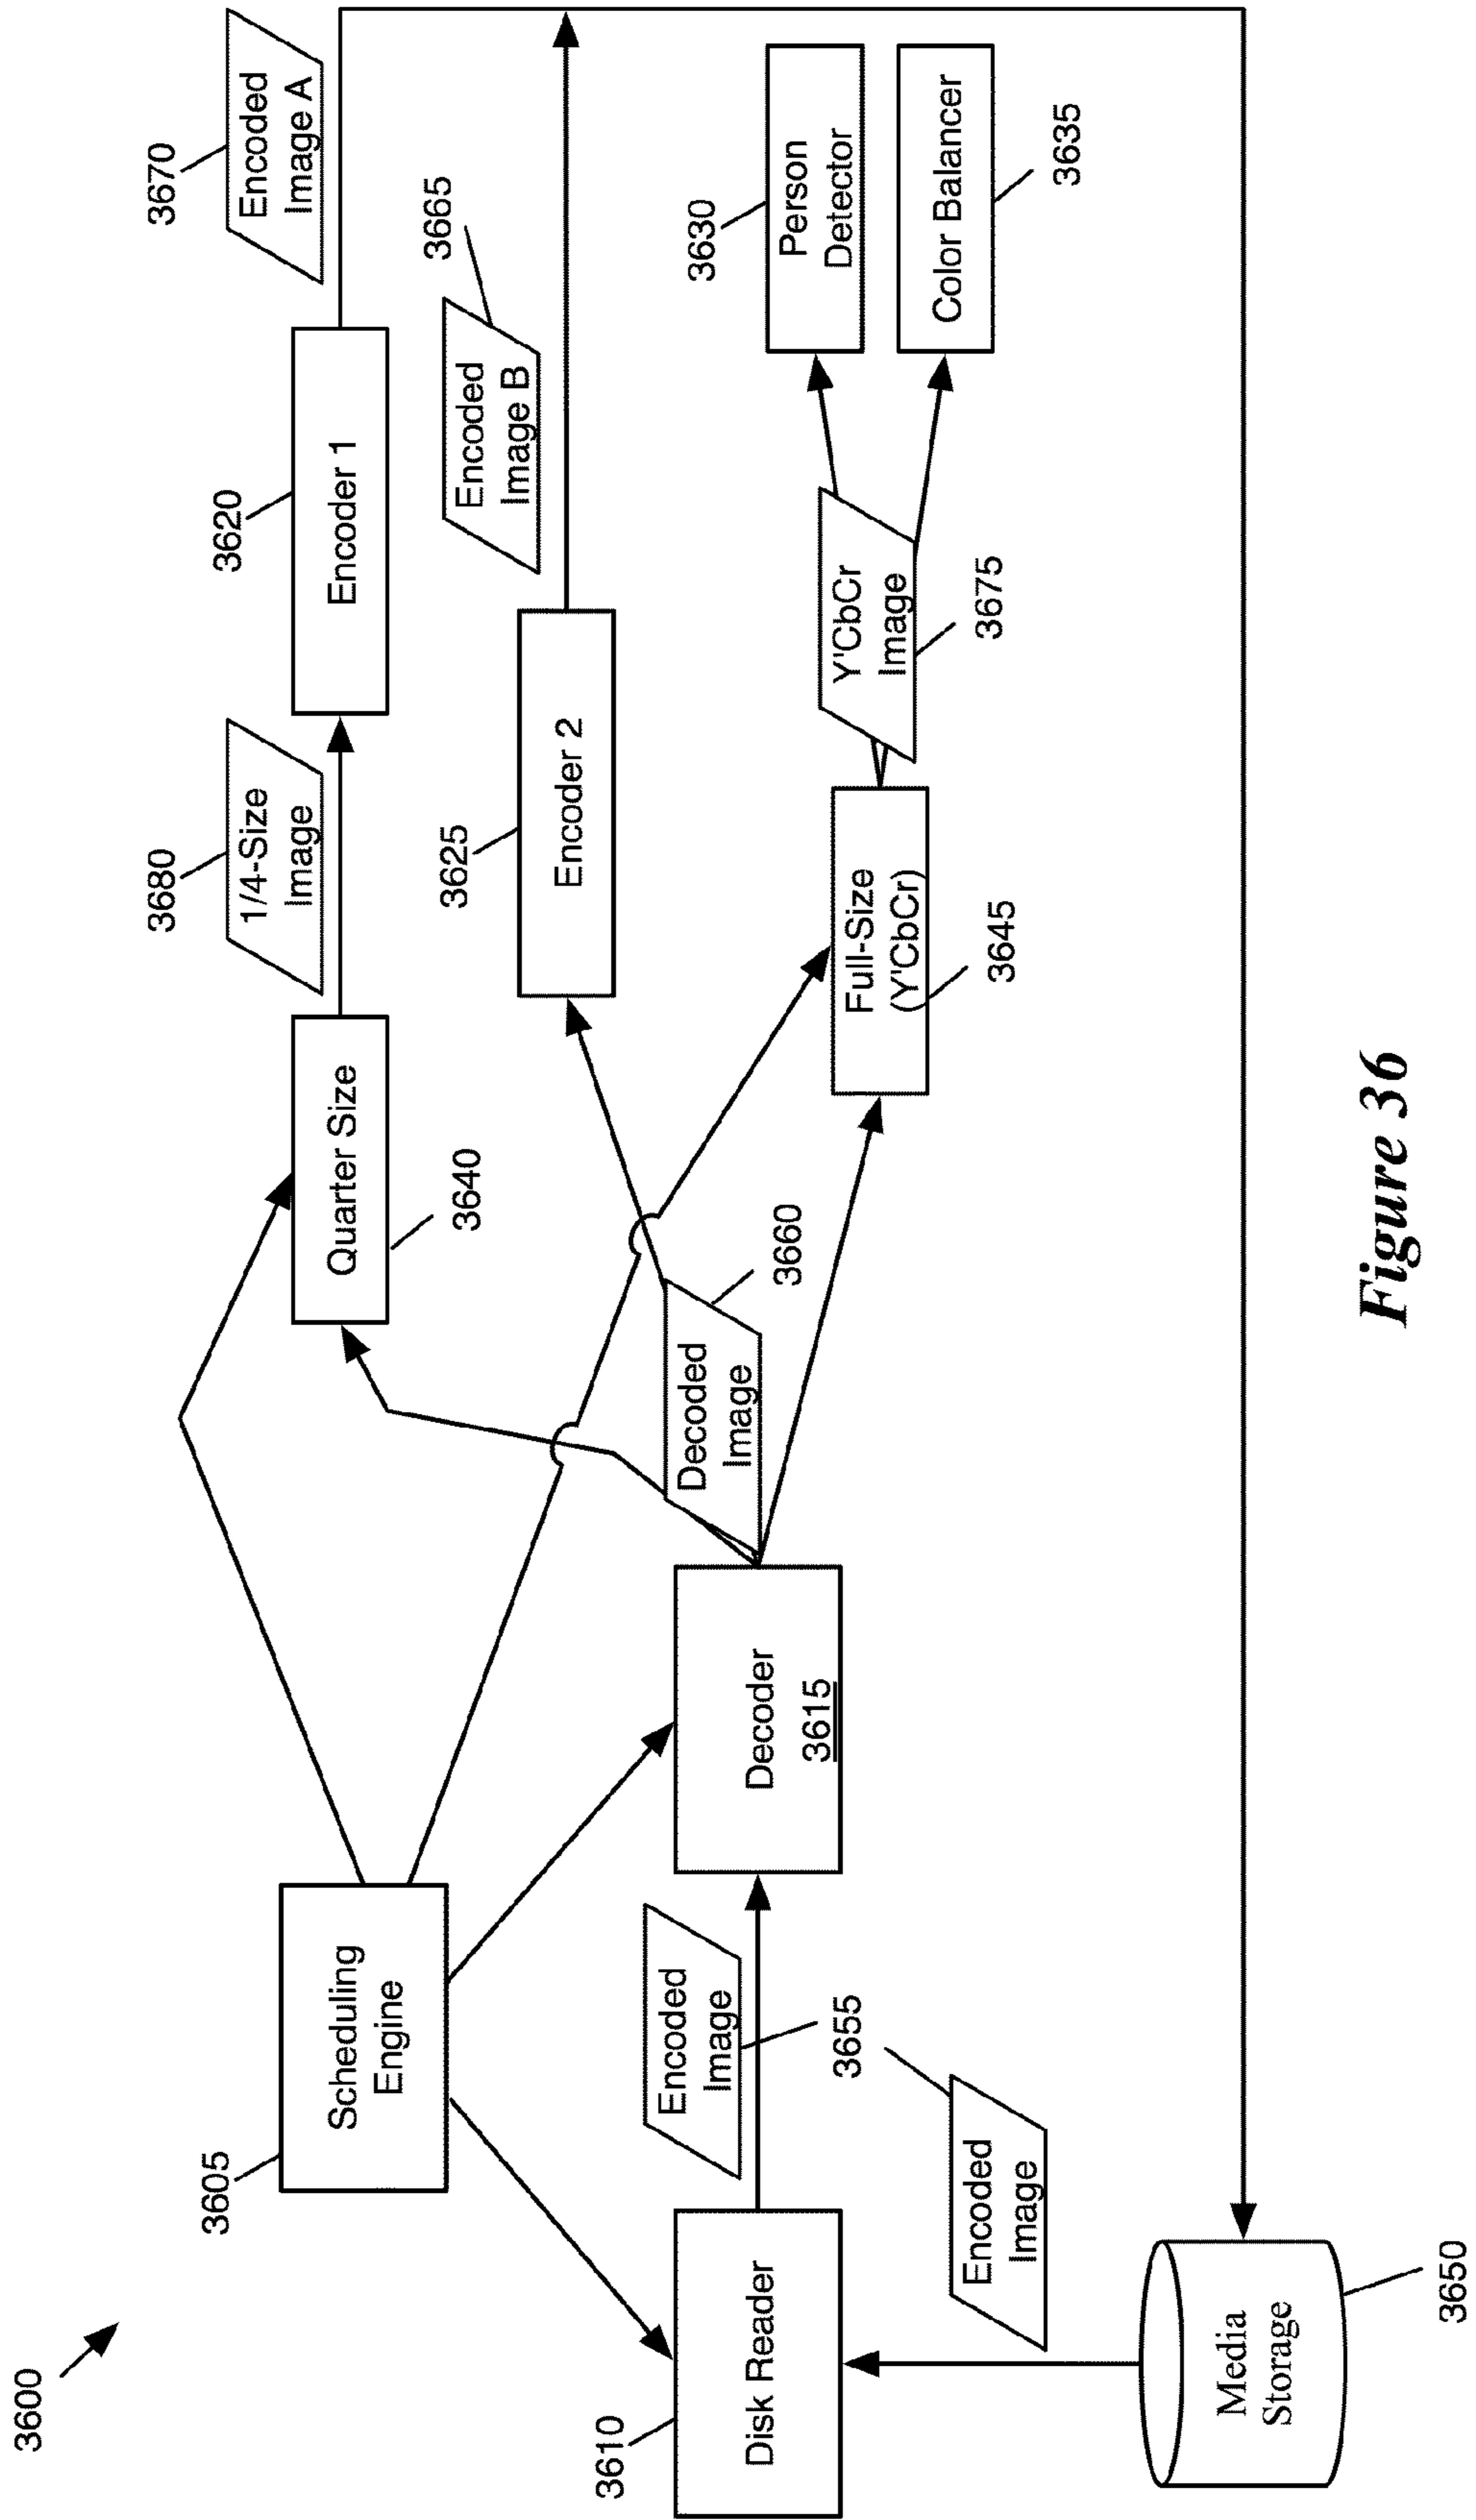 3600
3605
Scheduling
Engine
3670
Encoded
Image A
3680
1/4-Size
Image
3620
Encoder 1
Quarter Size
3640
3665
Encoded
Image B
3625
Encoder 2
3610
Disk Reader
Encoded
Image
3655
Decoder
3615
Decoded
Image
3660
3630
Person
Detector
Y'CbCr
Image
3675
Full-Size
(Y'CbCr)
3645
Color Balancer
3635
Encoded
Image
Media
Storage
3650
Figure 36